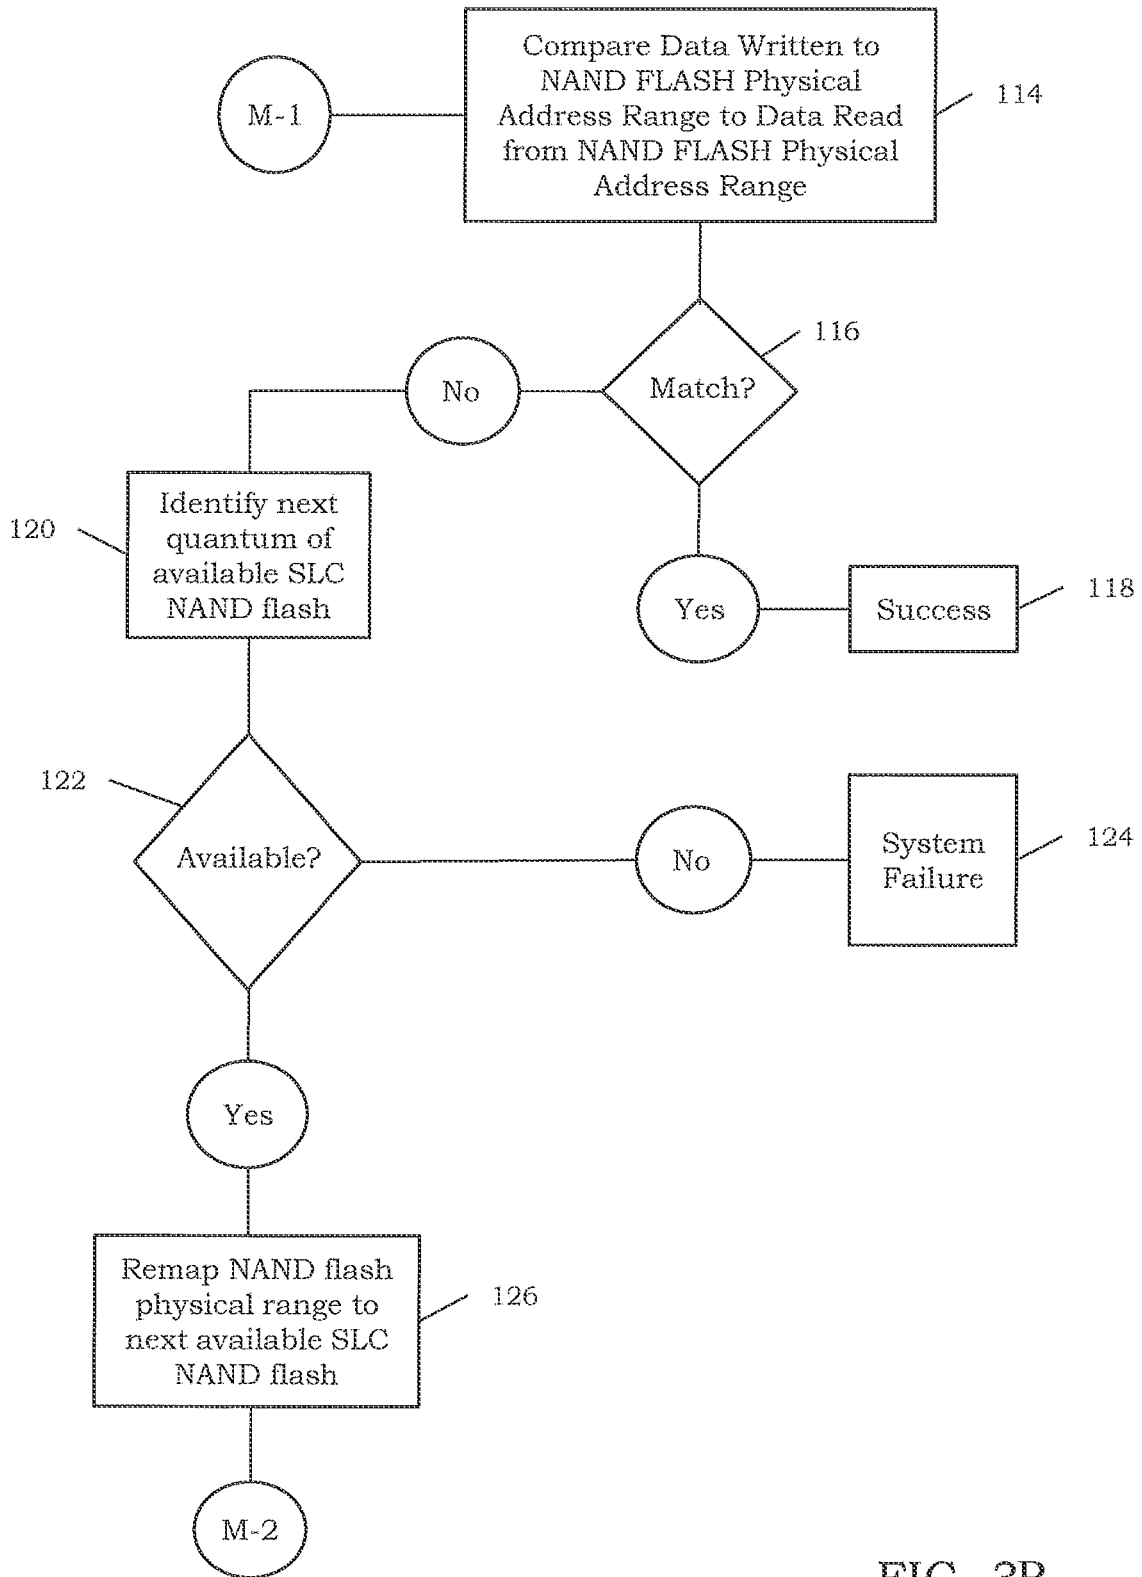 Compare Data Written to
NAND FLASH Physical
Address Range to Data Read
from NAND FLASH Physical
Address Range
M-1
114
116
Match?
No
Identify next
quantum of
available SLC
NAND flash
120
Yes
Success
118
122
Available?
No
System
Failure
124
Yes
Remap NAND flash
physical range to
next available SLC
NAND flash
126
M-2
FIG. 3B